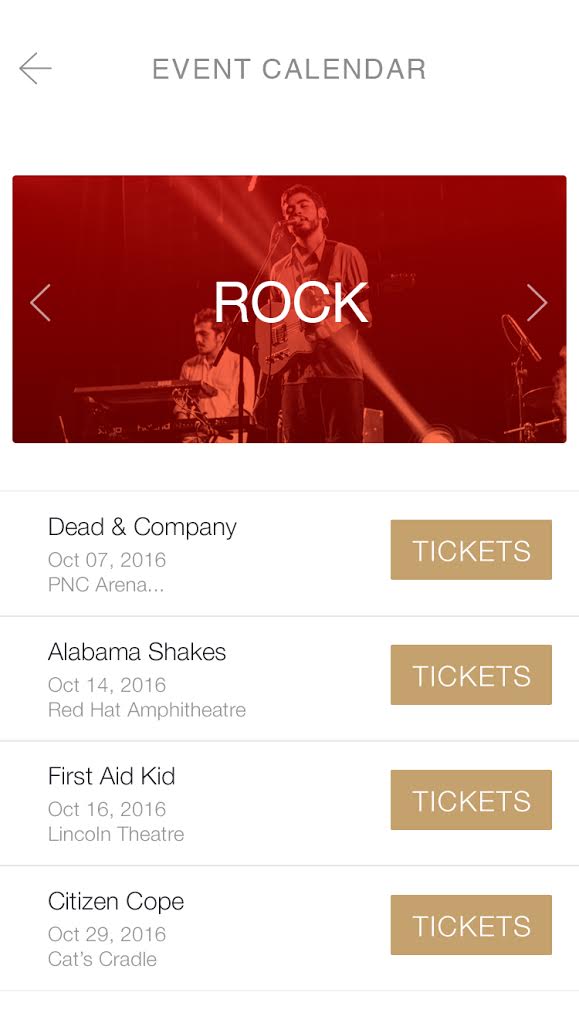 EVENT CALENDAR
ROCK
Dead & Company
Oct 07, 2016
PNC Arena...
TICKETS
Alabama Shakes
Oct 14, 2016
Red Hat Amphitheatre
TICKETS
First Aid Kid
Oct 16, 2016
Lincoln Theatre
TICKETS
Citizen Cope
Oct 29, 2016
Cat's Cradle
TICKETS